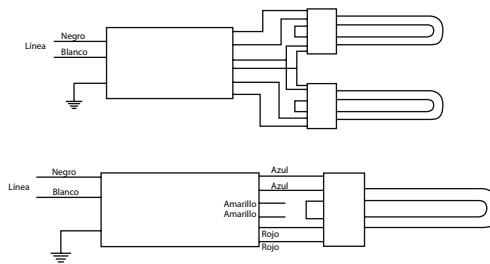 Negro
Línea
Blanco
Negro
Azul
Línea
Azul
Blanco
Amarillo
Amarillo
Rojo
Rojo